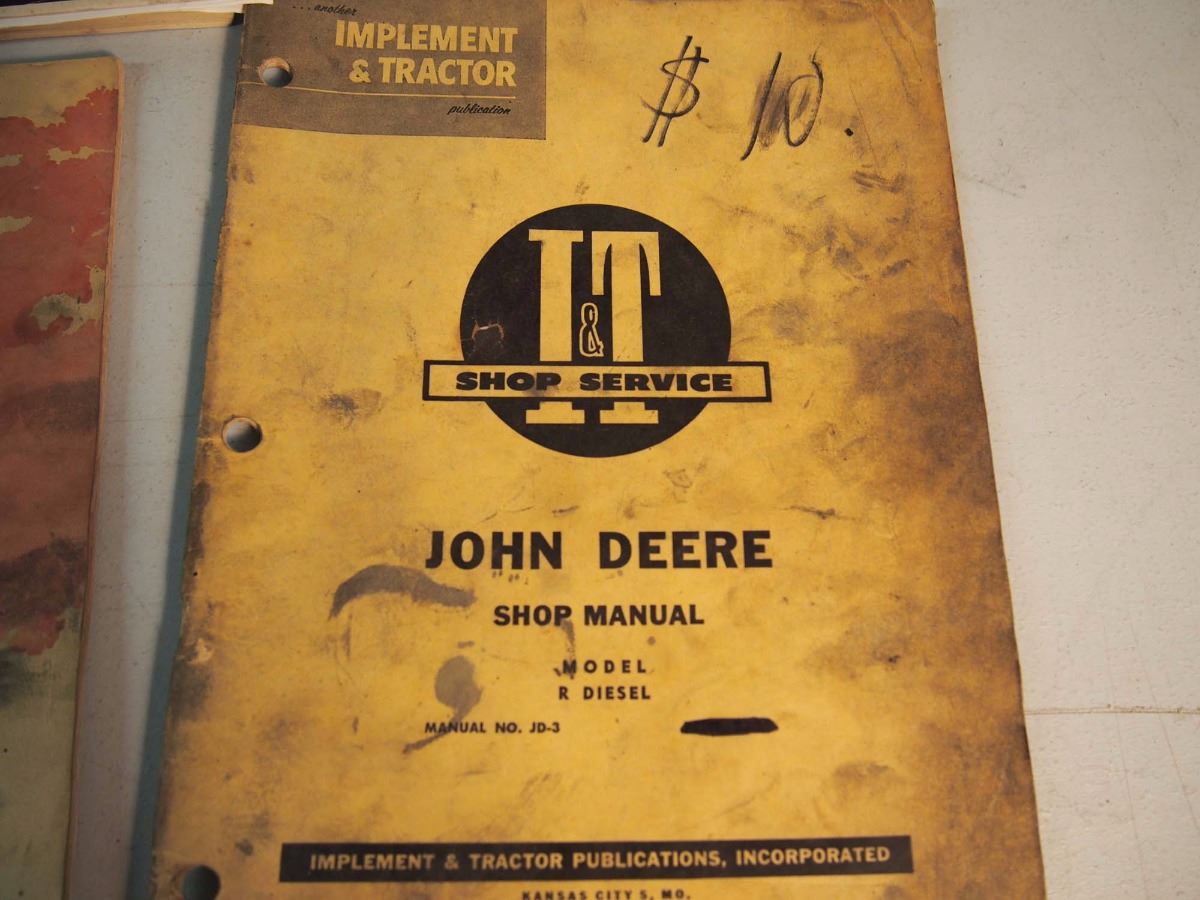 ...another
IMPLEMENT
& TRACTOR
publication
$ 10.
I&T
SHOP SERVICE
JOHN DEERE
SHOP MANUAL
MODEL
R DIESEL
MANUAL NO. JD-3
IMPLEMENT & TRACTOR PUBLICATIONS, INCORPORATED
KANSAS CITY 5, MO.